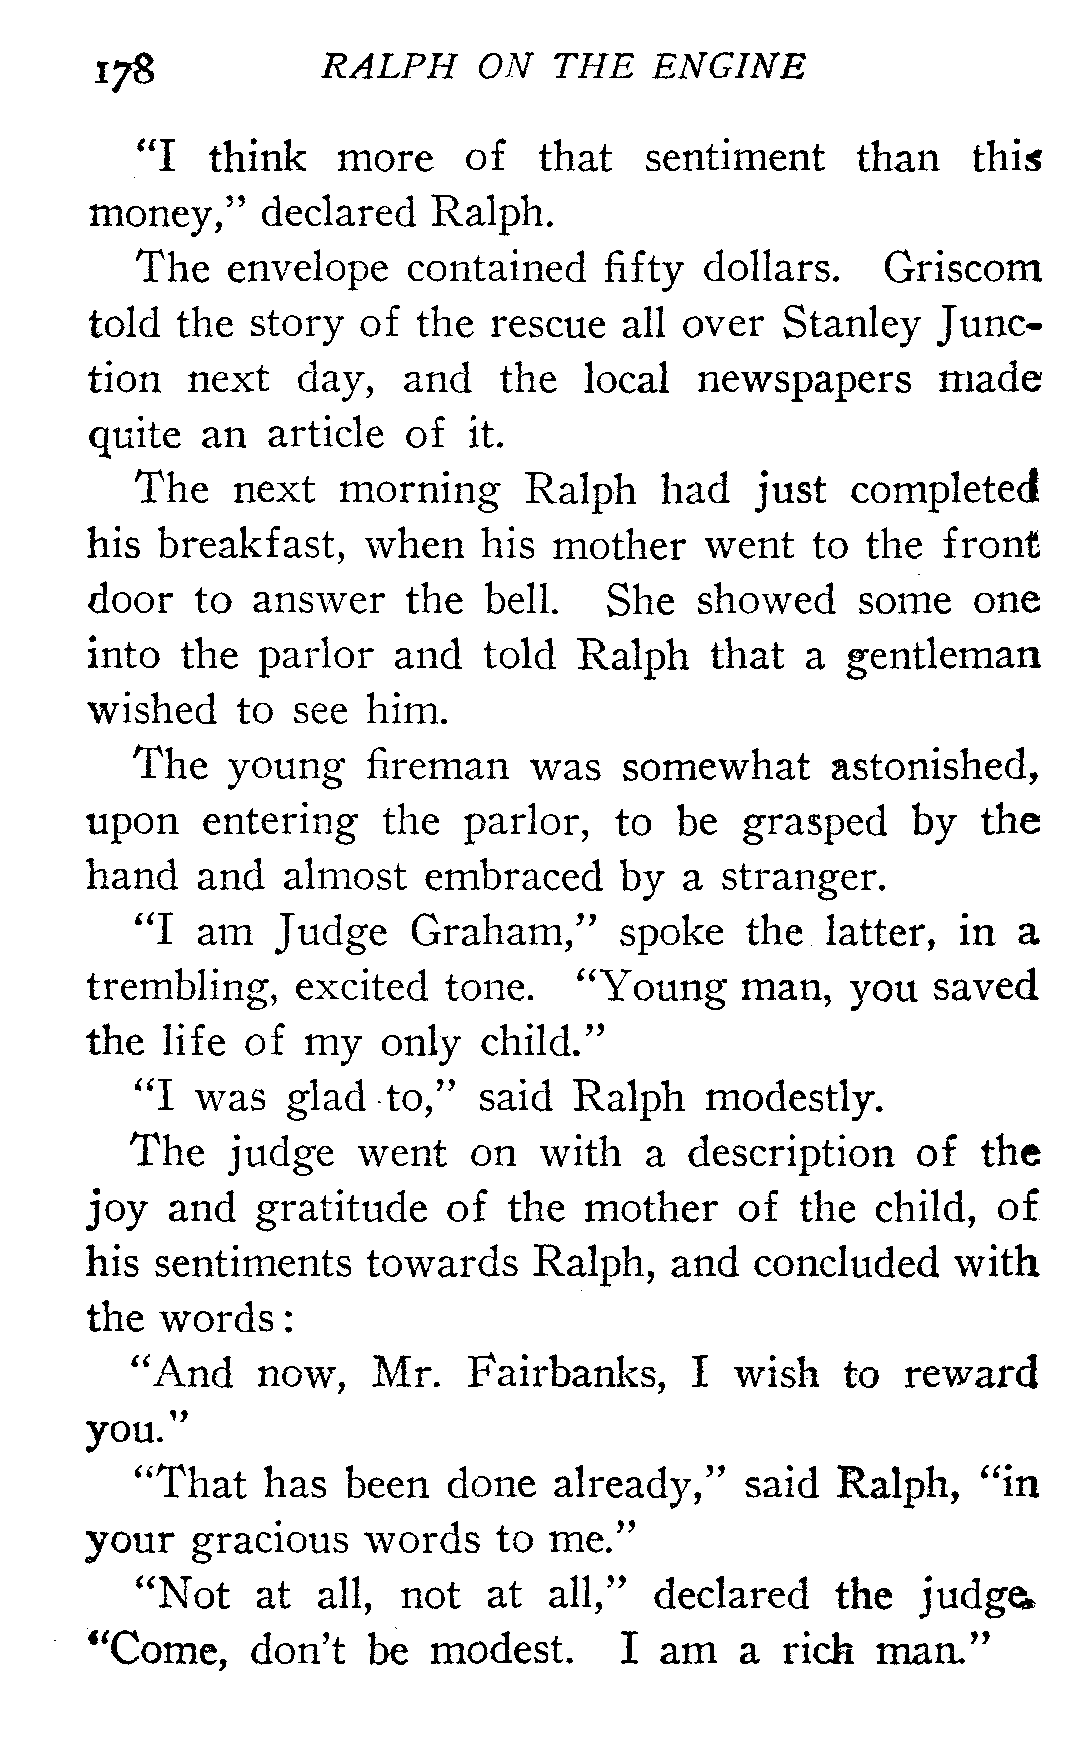 178 RALPH ON THE ENGINE
“I think more of that sentiment than this
money,” declared Ralph.
The envelope contained fifty dollars. Griscom
told the story of the rescue all over Stanley Junc-
tion next day, and the local newspapers made
quite an article of it.
The next morning Ralph had just completed
his breakfast, when his mother went to the front
door to answer the bell. She showed some one
into the parlor and told Ralph that a gentleman
wished to see him.
The young fireman was somewhat astonished,
upon entering the parlor, to be grasped by the
hand and almost embraced by a stranger.
“I am Judge Graham,” spoke the latter, in a
trembling, excited tone. “Young man, you saved
the life of my only child.”
“I was glad to,” said Ralph modestly.
The judge went on with a description of the
joy and gratitude of the mother of the child, of
his sentiments towards Ralph, and concluded with
the words:
“And now, Mr. Fairbanks, I wish to reward
you.”
“That has been done already,” said Ralph, “in
your gracious words to me.”
“Not at all, not at all,” declared the judge.
“Come, don't be modest. I am a rich man.”